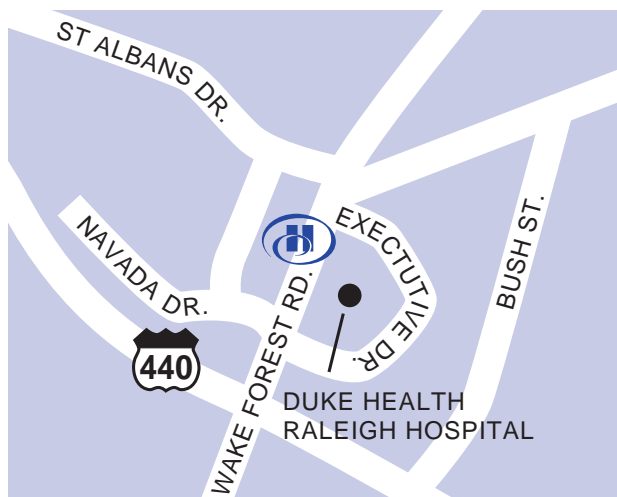 ST ALBANS DR.
EXECTUTIVE DR.
NAVADA DR.
BUSH ST.
WAKE FOREST RD.
440
DUKE HEALTH
RALEIGH HOSPITAL
H